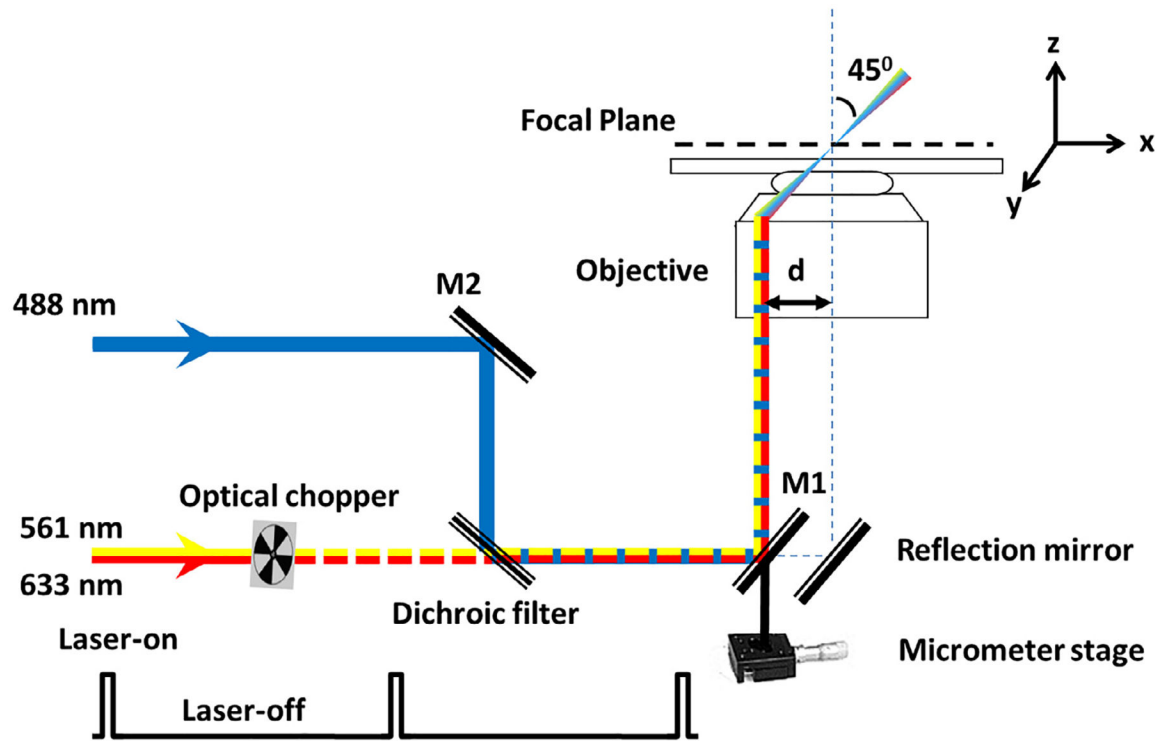 z
45⁰
Focal Plane
x
y
M2
Objective
d
488 nm
M1
Optical chopper
561 nm
Reflection mirror
633 nm
Dichroic filter
Laser-on
Micrometer stage
Laser-off